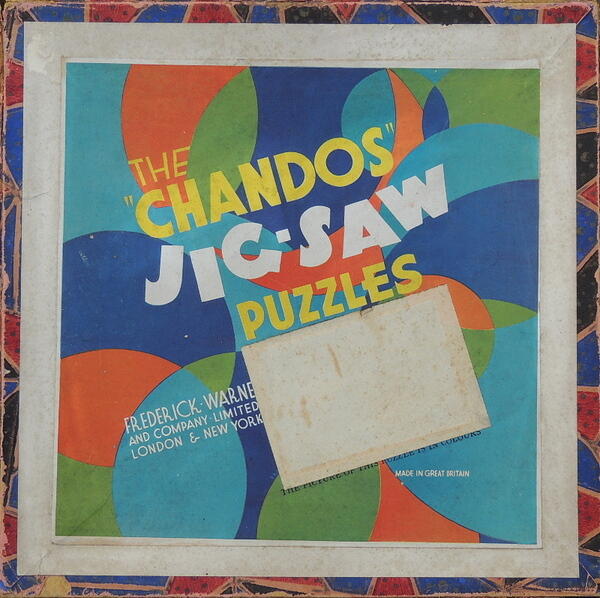 THE
"CHANDOS"
JIG-SAW
PUZZLES
FREDERICK·WARNE
AND COMPANY·LIMITED
LONDON & NEW YORK
THE PICTURE OF THIS PUZZLE IS IN COLOURS
MADE IN GREAT BRITAIN